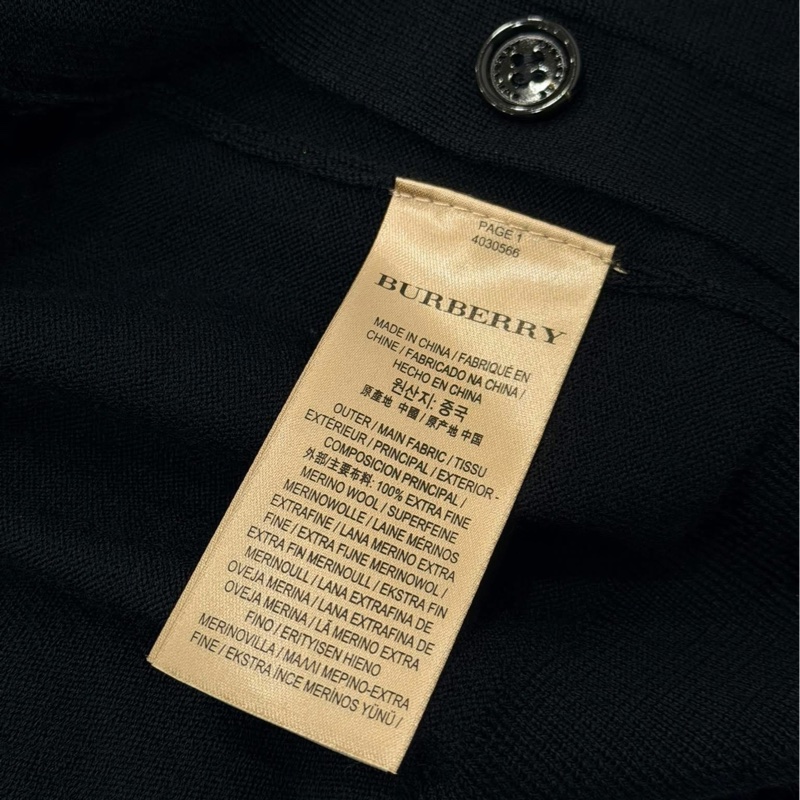 PAGE 1
4030566
BURBERRY
MADE IN CHINA / FABRIQUÉ EN
CHINE / FABRICADO NA CHINA /
HECHO EN CHINA
원산지: 중국
原產地 中國 / 原产地 中国
OUTER / MAIN FABRIC / TISSU
EXTÉRIEUR / PRINCIPAL / EXTERIOR -
COMPOSICION PRINCIPAL /
外部/主要布料: 100% EXTRA FINE
MERINO WOOL / SUPERFEINE
MERINOWOLLE / LAINE MÉRINOS
EXTRAFINE / LANA MERINO EXTRA
FINE / EXTRA FIJNE MERINOWOL /
EXTRA FIN MERINOULL / EKSTRA FIN
MERINOULL / LANA EXTRAFINA DE
OVEJA MERINA / LANA EXTRAFINA DE
OVEJA MERINA / LÃ MERINO EXTRA
FINO / ERITYISEN HIENO
MERINOVILLA / ΜΑΛΛΙ ΜΕΡΙΝΟ-EXTRA
FINE / EKSTRA İNCE MERİNOS YÜNÜ /